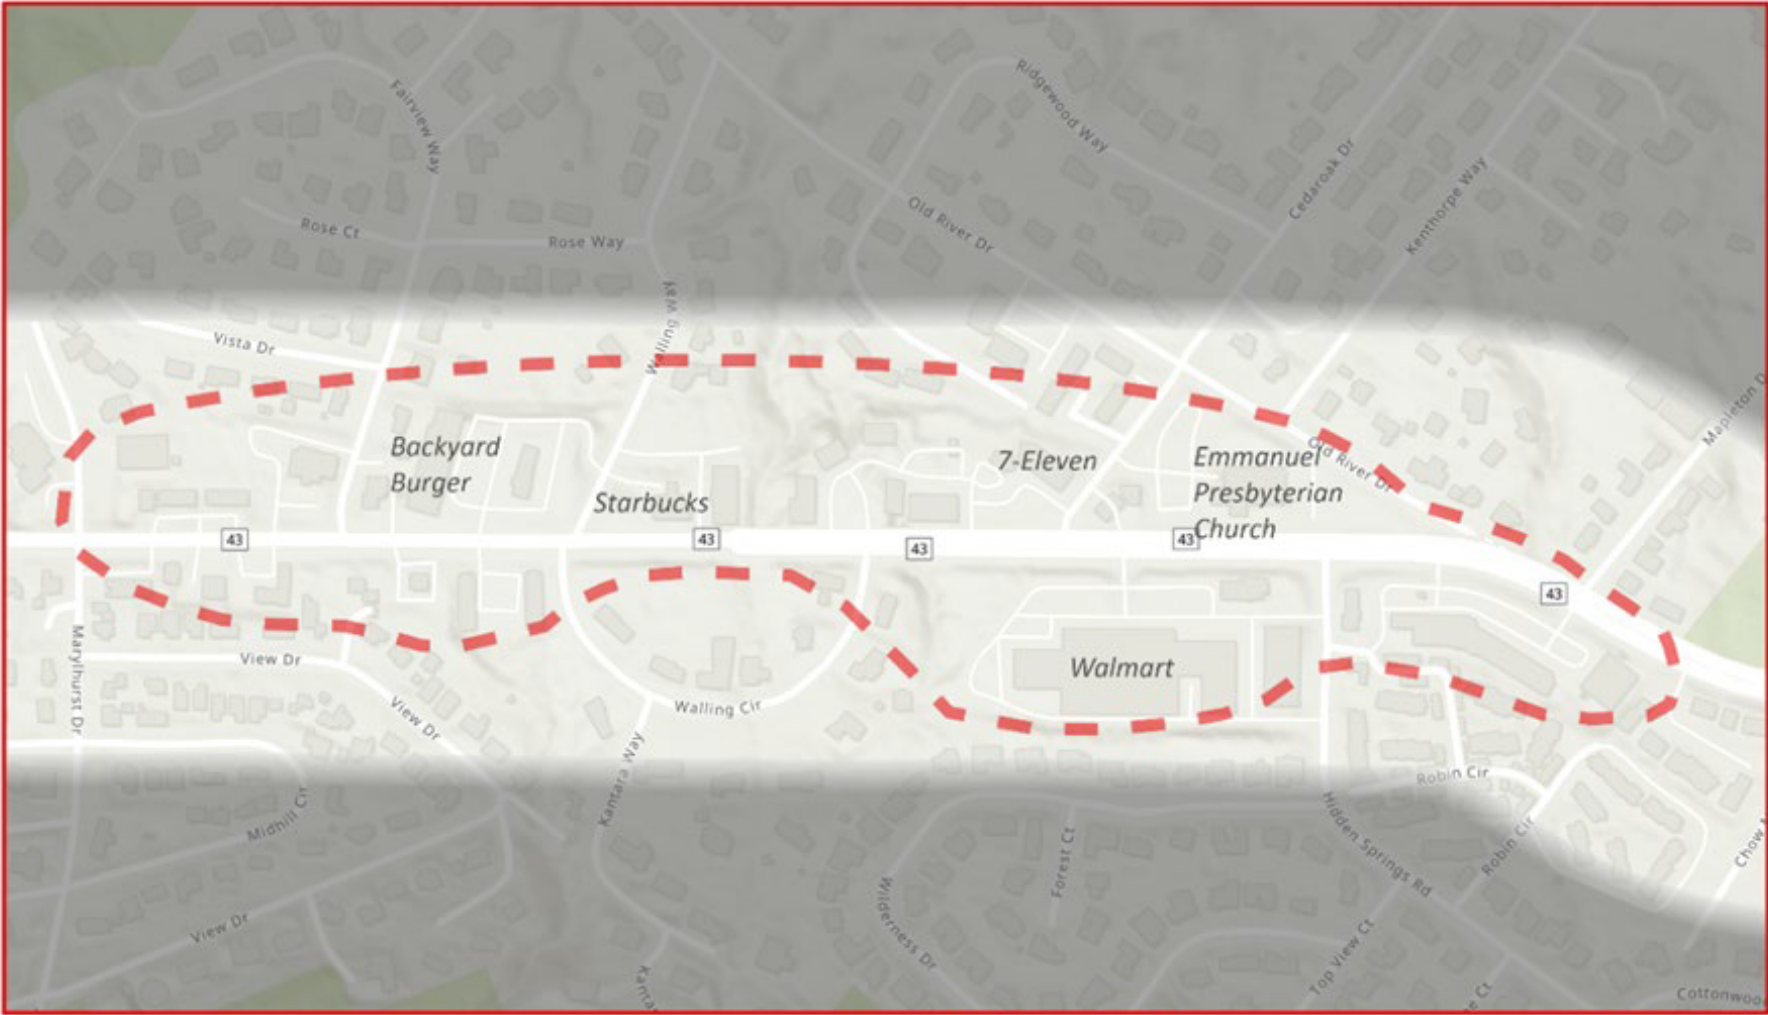 Ridgewood Way
Fairview Way
Cedaroak Dr
Kenthorpe Way
Old River Dr
Rose Ct
Rose Way
Walling Way
Vista Dr
Mapleton D
Backyard
Burger
7-Eleven
Emmanuel
Presbyterian
Church
Old River Dr
Starbucks
43
43
43
43
43
Marylhurst Dr
View Dr
Walmart
View Dr
Walling Cir
Kantara Way
Robin Cir
Midhill Cir
Hidden Springs Rd
Robin Cir
Forest Ct
Chow
Wilderness Dr
View Dr
Top View Ct
Kanta
e Ct
Cottonwoo